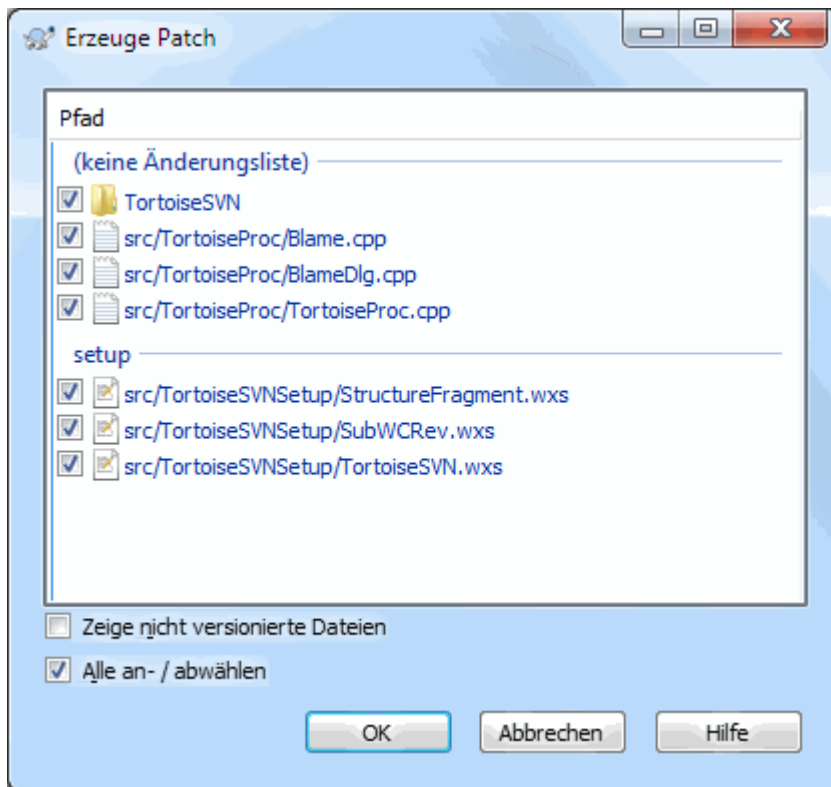 Erzeuge Patch
Pfad
(keine Änderungsliste)
TortoiseSVN
src/TortoiseProc/Blame.cpp
src/TortoiseProc/BlameDlg.cpp
src/TortoiseProc/TortoiseProc.cpp
setup
src/TortoiseSVNSetup/StructureFragment.wxs
src/TortoiseSVNSetup/SubWCRev.wxs
src/TortoiseSVNSetup/TortoiseSVN.wxs
Zeige nicht versionierte Dateien
Alle an- / abwählen
OK Abbrechen Hilfe